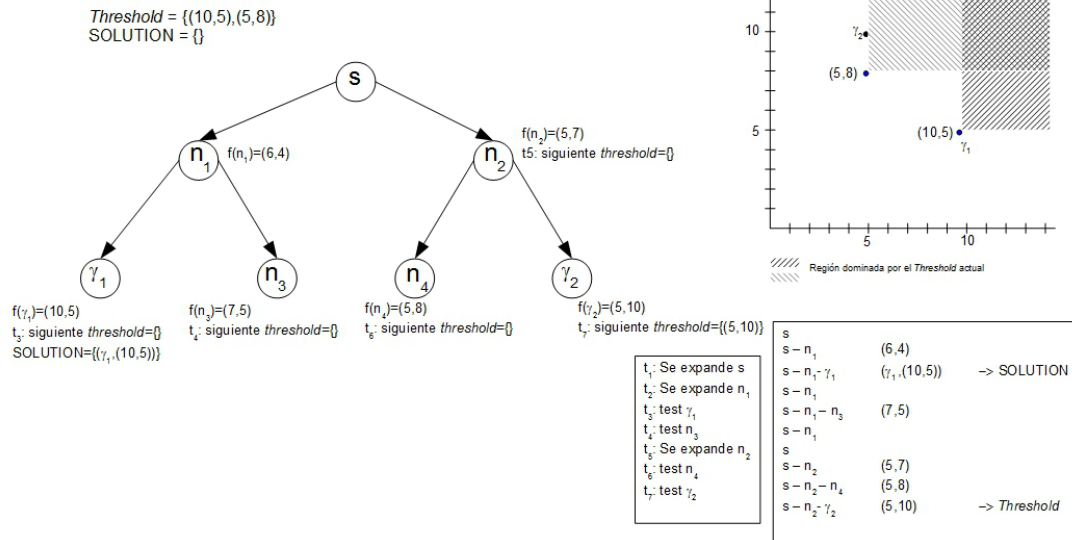 Threshold = {(10,5),(5,8)}
SOLUTION = {}
s
n₁
f(n₁)=(6,4)
n₂
f(n₂)=(5,7)
t5: siguiente threshold={}
γ₁
f(γ₁)=(10,5)
t₃: siguiente threshold={}
SOLUTION={(γ₁,(10,5))}
n₃
f(n₃)=(7,5)
t₄: siguiente threshold={}
n₄
f(n₄)=(5,8)
t₆: siguiente threshold={}
γ₂
f(γ₂)=(5,10)
t₇: siguiente threshold={(5,10)}
10
γ₂
(5,8)
5
(10,5)
γ₁
5
10
Región dominada por el Threshold actual
t₁: Se expande s
t₂: Se expande n₁
t₃: test γ₁
t₄: test n₃
t₅: Se expande n₂
t₆: test n₄
t₇: test γ₂
s
s – n₁ (6,4)
s – n₁- γ₁ (γ₁,(10,5)) –> SOLUTION
s – n₁
s – n₁ – n₃ (7,5)
s – n₁
s
s – n₂ (5,7)
s – n₂ – n₄ (5,8)
s – n₂- γ₂ (5,10) –> Threshold